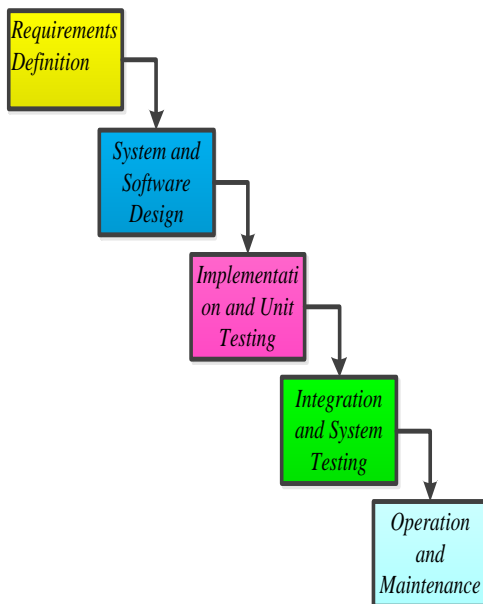 Requirements
Definition
System and
Software
Design
Implementati
on and Unit
Testing
Integration
and System
Testing
Operation
and
Maintenance